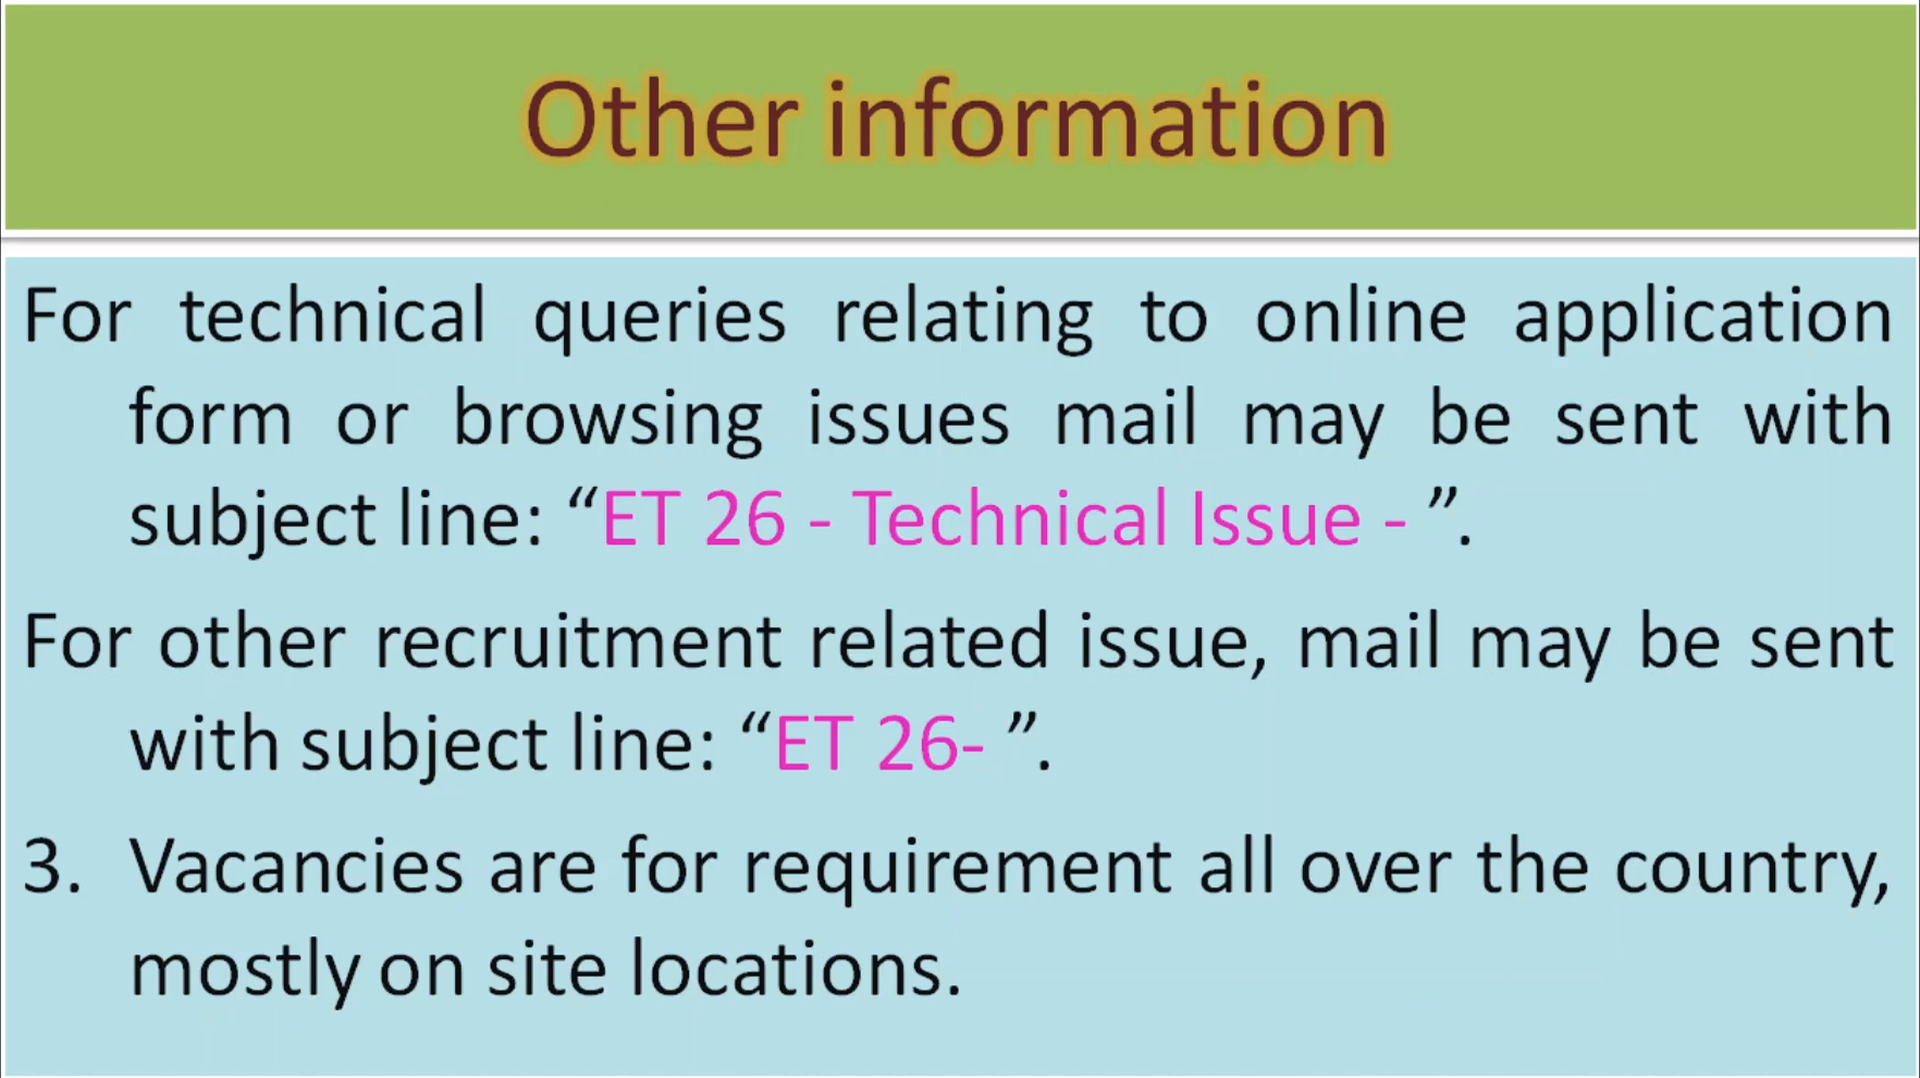 Other information
For technical queries relating to online application
form or browsing issues mail may be sent with
subject line: “ET 26 - Technical Issue - ”.
For other recruitment related issue, mail may be sent
with subject line: “ET 26- ”.
3. Vacancies are for requirement all over the country,
mostly on site locations.